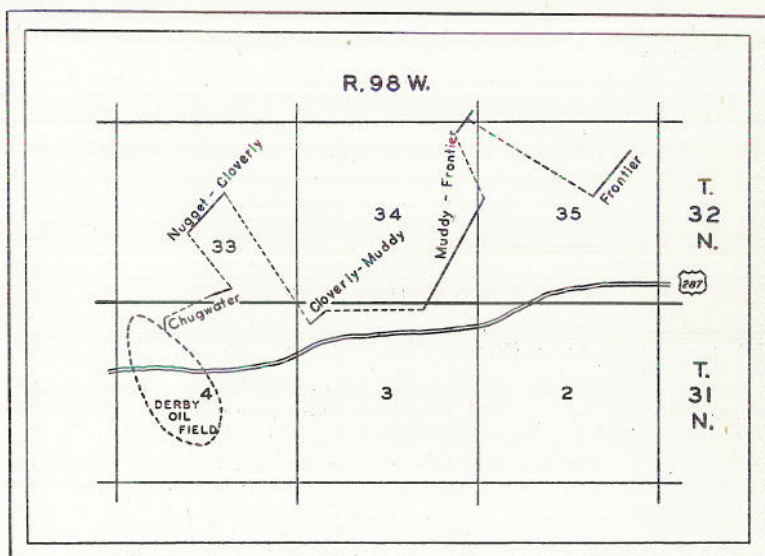 R. 98 W.
Nugget - Cloverly
Muddy - Frontier
Frontier
T.
32
N.
33
34
35
Cloverly-Muddy
287
Chugwater
T.
31
N.
4
3
2
DERBY
OIL
FIELD